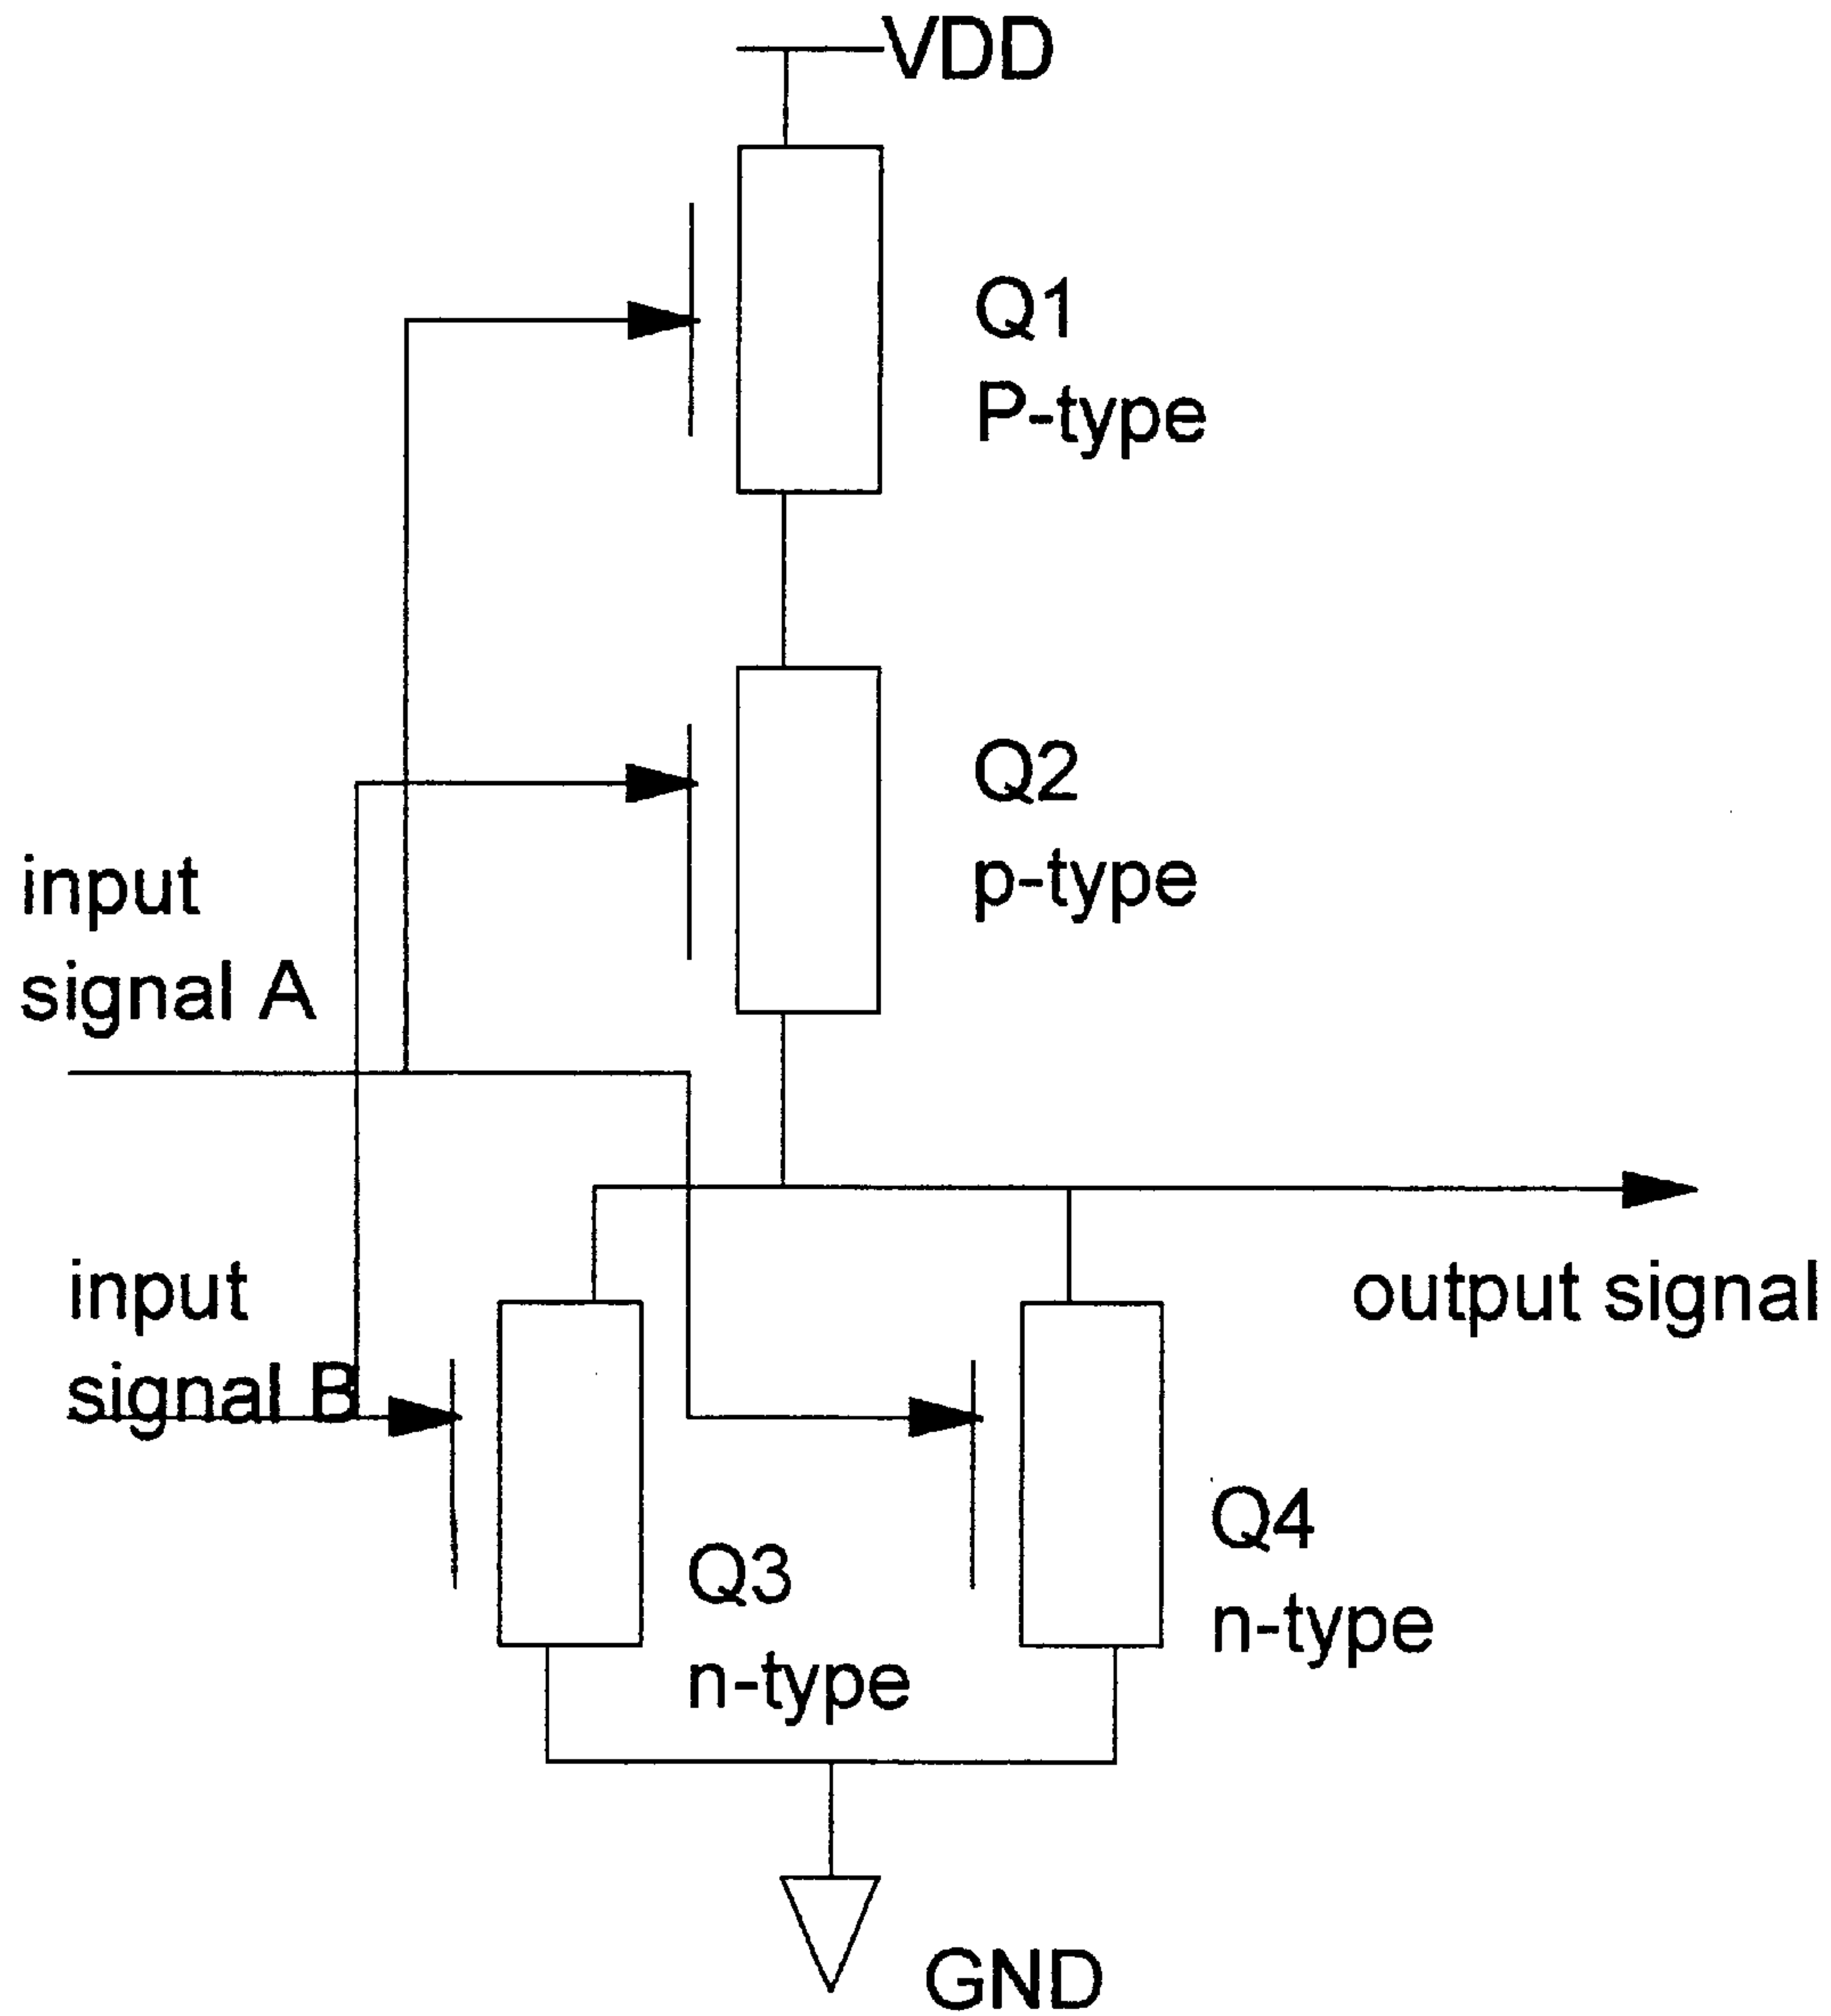 VDD
Q1
P-type
Q2
p-type
input
signal A
input
signal B
output signal
Q3
n-type
Q4
n-type
GND